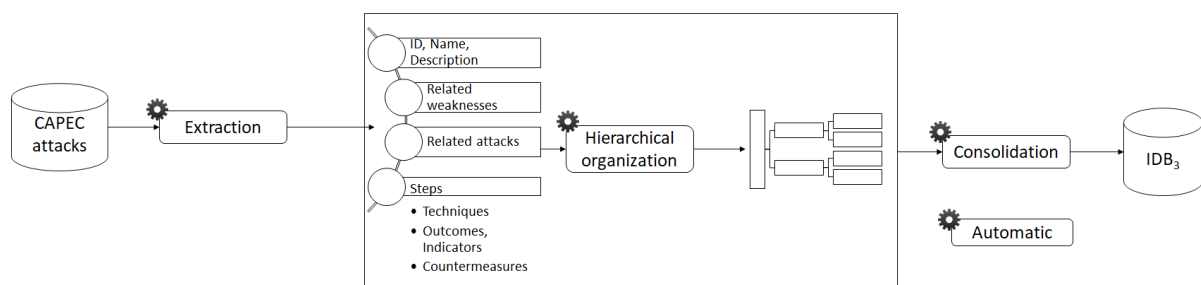 CAPEC
attacks
Extraction
ID, Name,
Description
Related
weaknesses
Related attacks
Steps
• Techniques
• Outcomes,
Indicators
• Countermeasures
Hierarchical
organization
Consolidation
IDB₃
Automatic